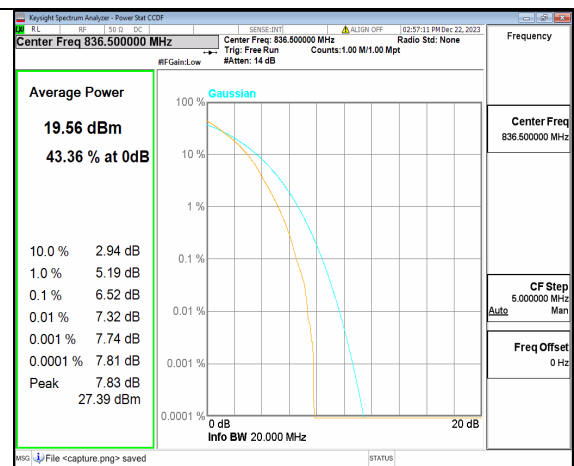 Keysight Spectrum Analyzer - Power Stat CCDF
LXI RL RF 50 Ω DC SENSE:INT ALIGN OFF 02:57:11 PM Dec 22, 2023
Center Freq 836.500000 MHz
Center Freq: 836.500000 MHz Radio Std: None
Trig: Free Run Counts:1.00 M/1.00 Mpt
#IFGain:Low #Atten: 14 dB
Frequency
Average Power
19.56 dBm
43.36 % at 0dB
10.0 % 2.94 dB
1.0 % 5.19 dB
0.1 % 6.52 dB
0.01 % 7.32 dB
0.001 % 7.74 dB
0.0001 % 7.81 dB
Peak 7.83 dB
27.39 dBm
Gaussian
100 %
10 %
1 %
0.1 %
0.01 %
0.001 %
0.0001 %
0 dB 20 dB
Info BW 20.000 MHz
Center Freq
836.500000 MHz
CF Step
5.000000 MHz
Auto Man
Freq Offset
0 Hz
MSG File <capture.png> saved STATUS